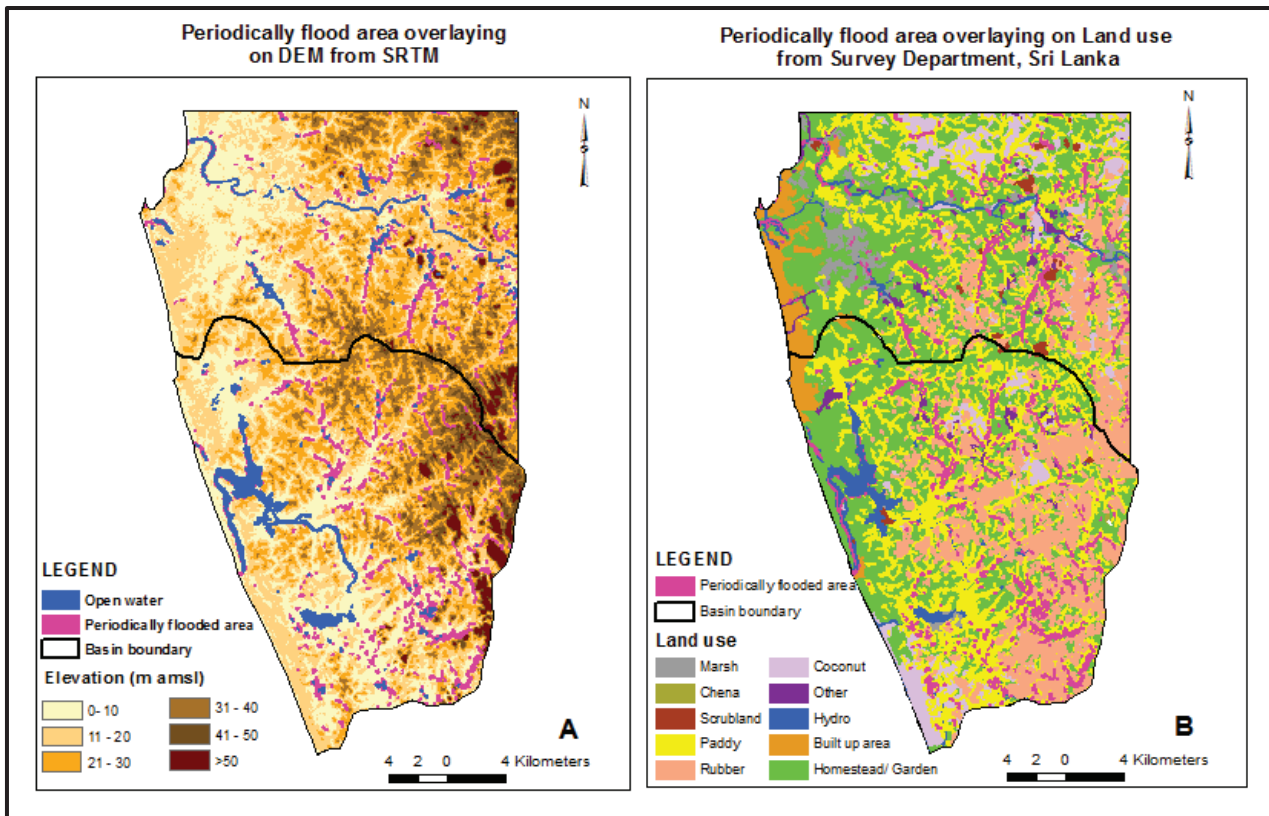 Periodically flood area overlaying
on DEM from SRTM
N
S
LEGEND
Open water
Periodically flooded area
Basin boundary
Elevation (m amsl)
0- 10
11 - 20
21 - 30
31 - 40
41 - 50
>50
A
4 2 0 4 Kilometers
Periodically flood area overlaying on Land use
from Survey Department, Sri Lanka
N
S
LEGEND
Periodically flooded area
Basin boundary
Land use
Marsh
Chena
Scrubland
Paddy
Rubber
Coconut
Other
Hydro
Built up area
Homestead/ Garden
B
4 2 0 4 Kilometers